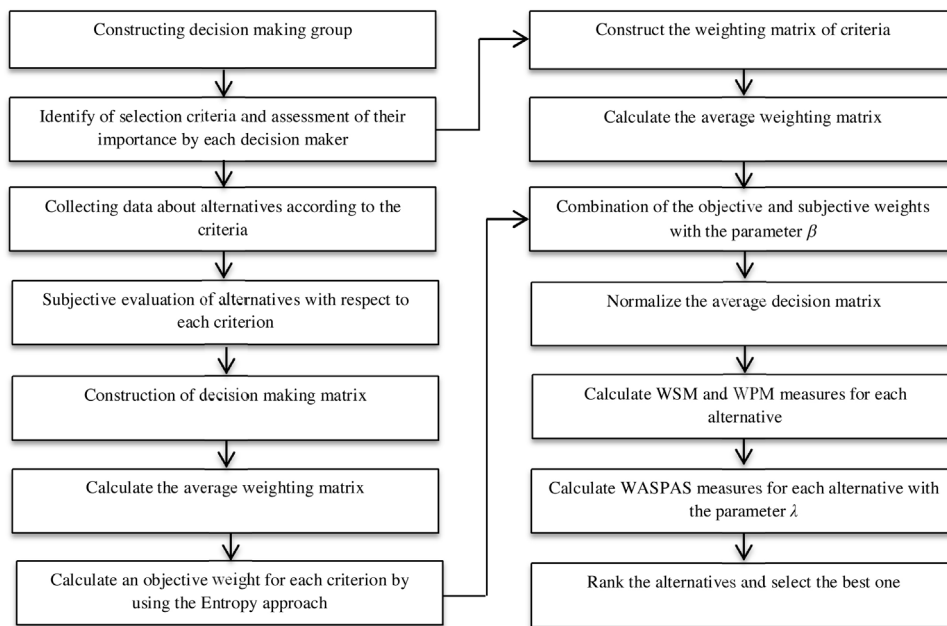 Constructing decision making group
Identify of selection criteria and assessment of their
importance by each decision maker
Collecting data about alternatives according to the
criteria
Subjective evaluation of alternatives with respect to
each criterion
Construction of decision making matrix
Calculate the average weighting matrix
Calculate an objective weight for each criterion by
using the Entropy approach
Construct the weighting matrix of criteria
Calculate the average weighting matrix
Combination of the objective and subjective weights
with the parameter β
Normalize the average decision matrix
Calculate WSM and WPM measures for each
alternative
Calculate WASPAS measures for each alternative with
the parameter λ
Rank the alternatives and select the best one